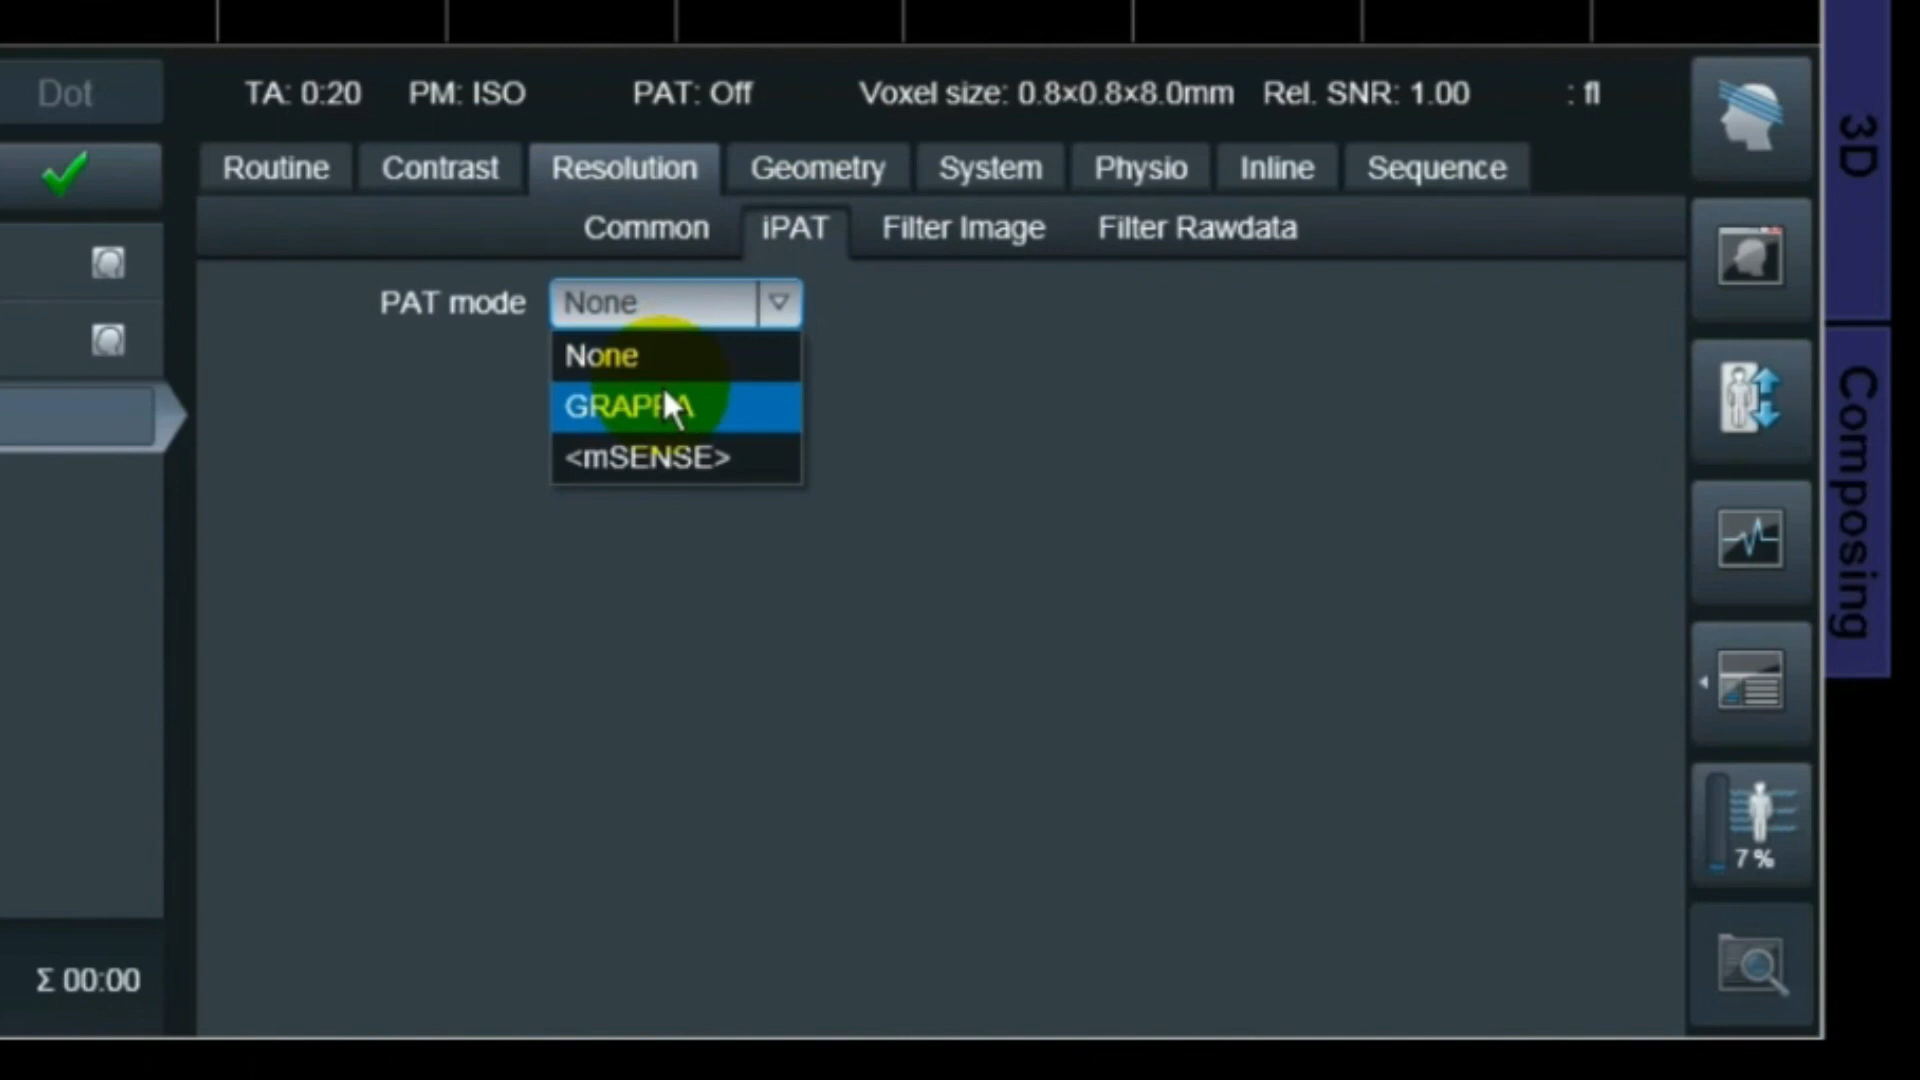 Dot
TA: 0:20 PM: ISO PAT: Off Voxel size: 0.8×0.8×8.0mm Rel. SNR: 1.00 : fl
Routine Contrast Resolution Geometry System Physio Inline Sequence
Common iPAT Filter Image Filter Rawdata
PAT mode None
None
GRAPPA
<mSENSE>
7 %
Σ 00:00
3D
Composing